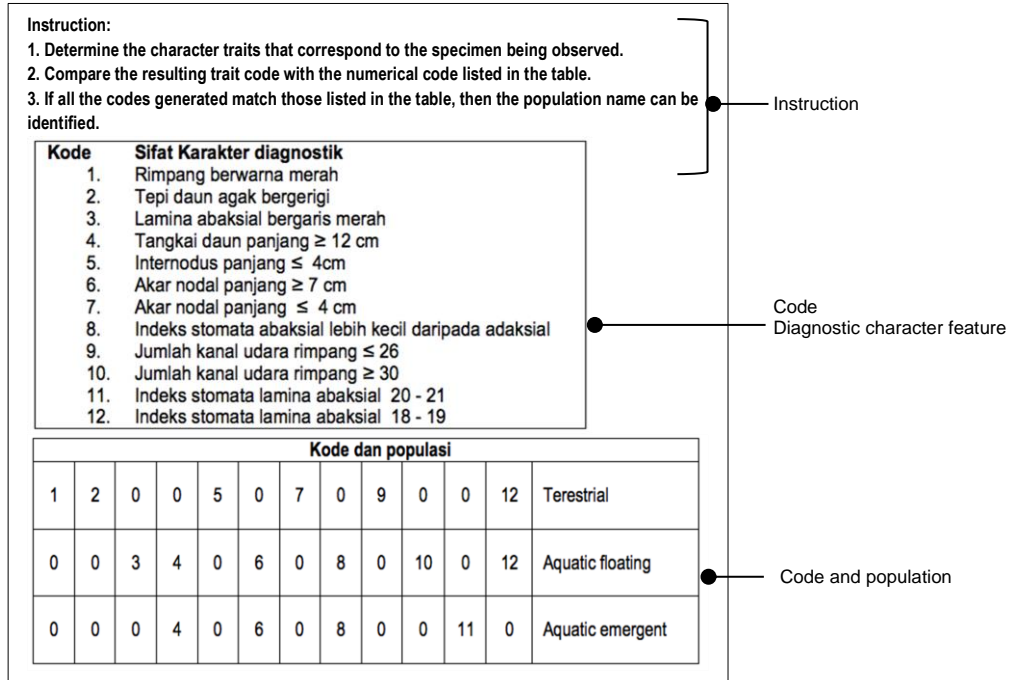 Instruction:
1. Determine the character traits that correspond to the specimen being observed.
2. Compare the resulting trait code with the numerical code listed in the table.
3. If all the codes generated match those listed in the table, then the population name can be
identified.
Kode Sifat Karakter diagnostik
1. Rimpang berwarna merah
2. Tepi daun agak bergerigi
3. Lamina abaksial bergaris merah
4. Tangkai daun panjang ≥ 12 cm
5. Internodus panjang ≤ 4cm
6. Akar nodal panjang ≥ 7 cm
7. Akar nodal panjang ≤ 4 cm
8. Indeks stomata abaksial lebih kecil daripada adaksial
9. Jumlah kanal udara rimpang ≤ 26
10. Jumlah kanal udara rimpang ≥ 30
11. Indeks stomata lamina abaksial 20 - 21
12. Indeks stomata lamina abaksial 18 - 19
Kode dan populasi
1 2 0 0 5 0 7 0 9 0 0 12 Terestrial
0 0 3 4 0 6 0 8 0 10 0 12 Aquatic floating
0 0 0 4 0 6 0 8 0 0 11 0 Aquatic emergent
Instruction
Code
Diagnostic character feature
Code and population